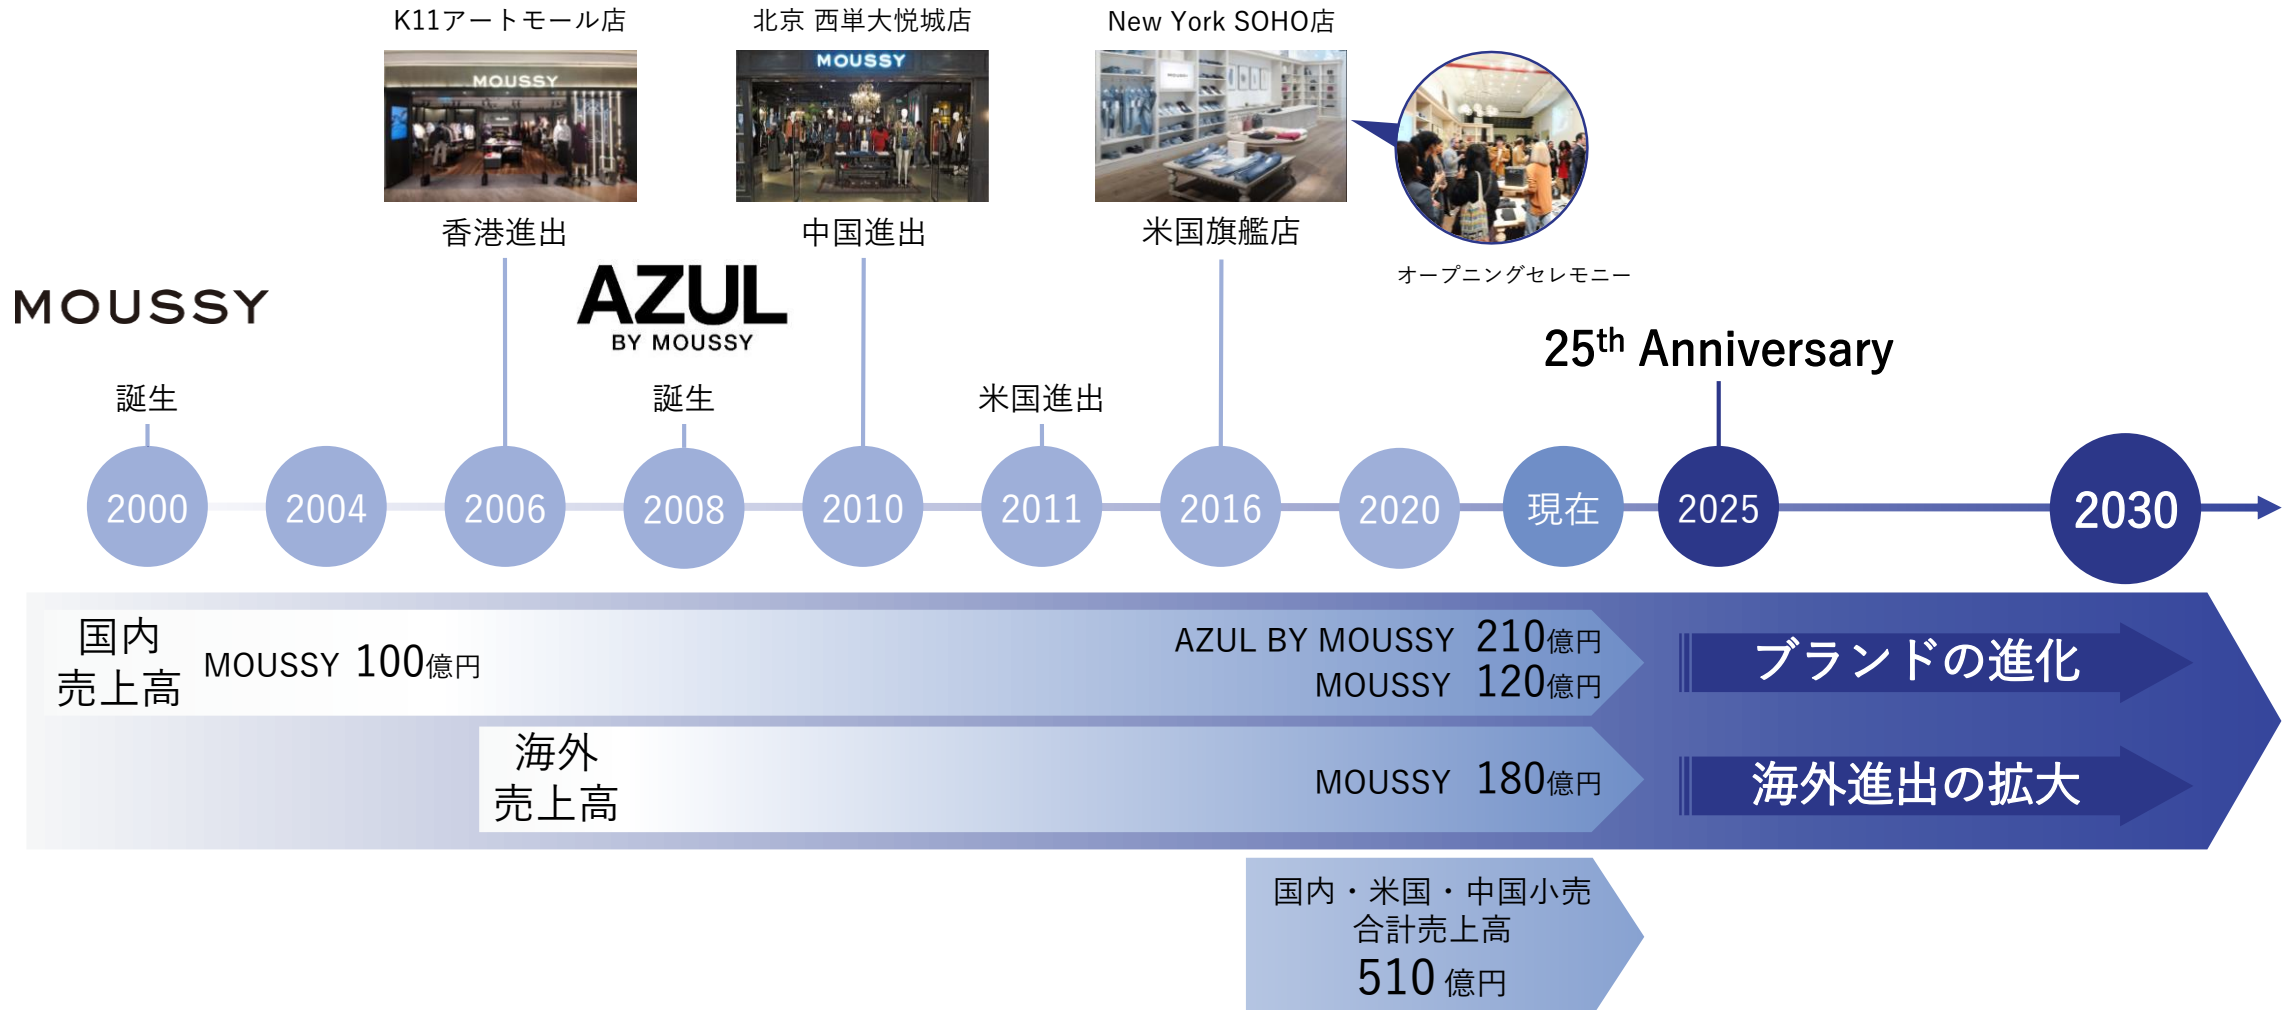 K11アートモール店
北京 西単大悦城店
New York SOHO店
MOUSSY
MOUSSY
MOUSSY
香港進出
中国進出
米国旗艦店
オープニングセレモニー
MOUSSY
AZUL
BY MOUSSY
25th Anniversary
誕生
誕生
米国進出
2000
2004
2006
2008
2010
2011
2016
2020
現在
2025
2030
国内
売上高
MOUSSY 100億円
AZUL BY MOUSSY 210億円
MOUSSY 120億円
ブランドの進化
海外
売上高
MOUSSY 180億円
海外進出の拡大
国内・米国・中国小売
合計売上高
510 億円